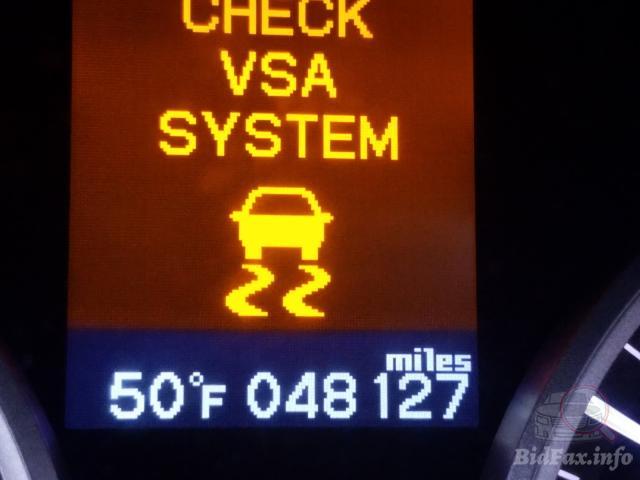 CHECK
VSA
SYSTEM
miles
50°F 048127
BidFax.info